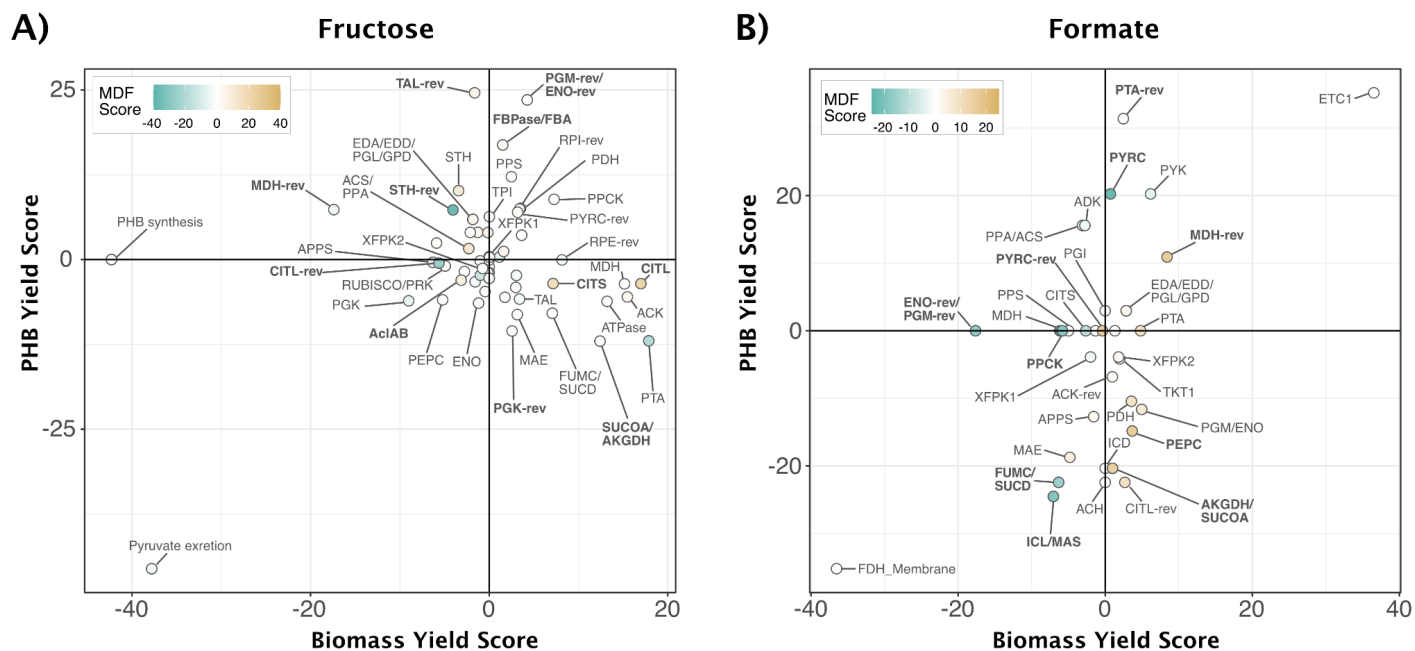 A)
Fructose
MDF
Score
-40
-20
0
20
40
TAL-rev
PGM-rev/
ENO-rev
FBPase/FBA
EDA/EDD/
PGL/GPD
STH
RPI-rev
PPS
PDH
MDH-rev
ACS/
PPA
STH-rev
TPI
PPCK
PHB synthesis
XFPK1
PYRC-rev
APPS
XFPK2
RPE-rev
CITL-rev
MDH
CITL
RUBISCO/PRK
CITS
PGK
TAL
ACK
AclAB
ATPase
PEPC
ENO
MAE
FUMC/
SUCD
PTA
PGK-rev
SUCOA/
AKGDH
Pyruvate exretion
25
0
-25
-40
-20
0
20
PHB Yield Score
Biomass Yield Score
B)
Formate
MDF
Score
-20
-10
0
10
20
PTA-rev
ETC1
PYRC
PYK
ADK
PPA/ACS
MDH-rev
PYRC-rev
PGI
EDA/EDD/
PGL/GPD
ENO-rev/
PGM-rev
PPS
CITS
MDH
PTA
PPCK
XFPK2
XFPK1
ACK-rev
TKT1
APPS
PDH
PGM/ENO
ICD
PEPC
MAE
FUMC/
SUCD
ACH
CITL-rev
AKGDH/
SUCOA
ICL/MAS
FDH_Membrane
20
0
-20
-40
-20
0
20
40
PHB Yield Score
Biomass Yield Score